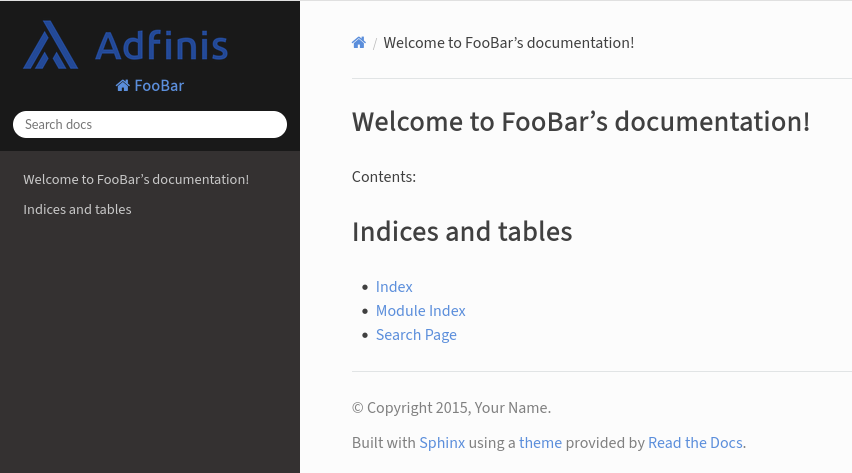 Adfinis
FooBar
Search docs
Welcome to FooBar’s documentation!
Indices and tables
/ Welcome to FooBar’s documentation!
Welcome to FooBar’s documentation!
Contents:
Indices and tables
• Index
• Module Index
• Search Page
© Copyright 2015, Your Name.
Built with Sphinx using a theme provided by Read the Docs.